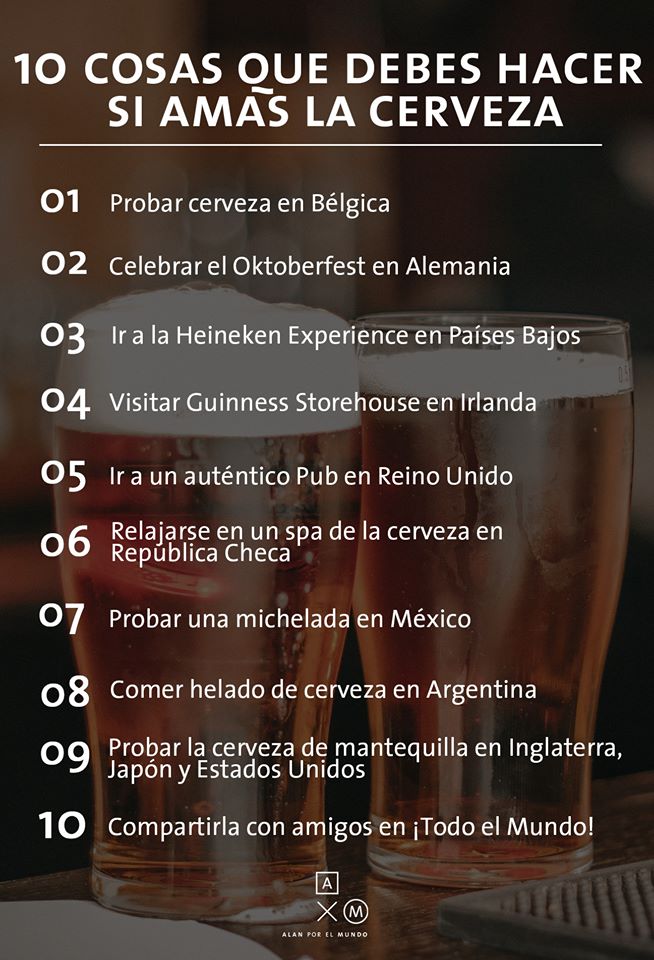 10 COSAS QUE DEBES HACER
SI AMAS LA CERVEZA
01 Probar cerveza en Bélgica
02 Celebrar el Oktoberfest en Alemania
03 Ir a la Heineken Experience en Países Bajos
04 Visitar Guinness Storehouse en Irlanda
05 Ir a un auténtico Pub en Reino Unido
06 Relajarse en un spa de la cerveza en
República Checa
07 Probar una michelada en México
08 Comer helado de cerveza en Argentina
09 Probar la cerveza de mantequilla en Inglaterra,
Japón y Estados Unidos
10 Compartirla con amigos en ¡Todo el Mundo!
A
X M
ALAN POR EL MUNDO